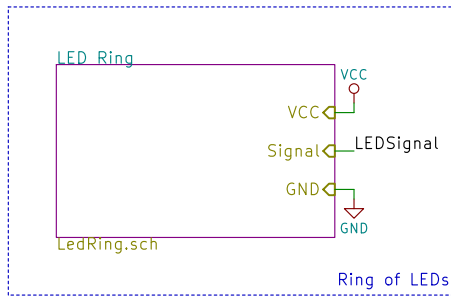 LED Ring
VCC
VCC
Signal
LEDSignal
GND
GND
LedRing.sch
Ring of LEDs